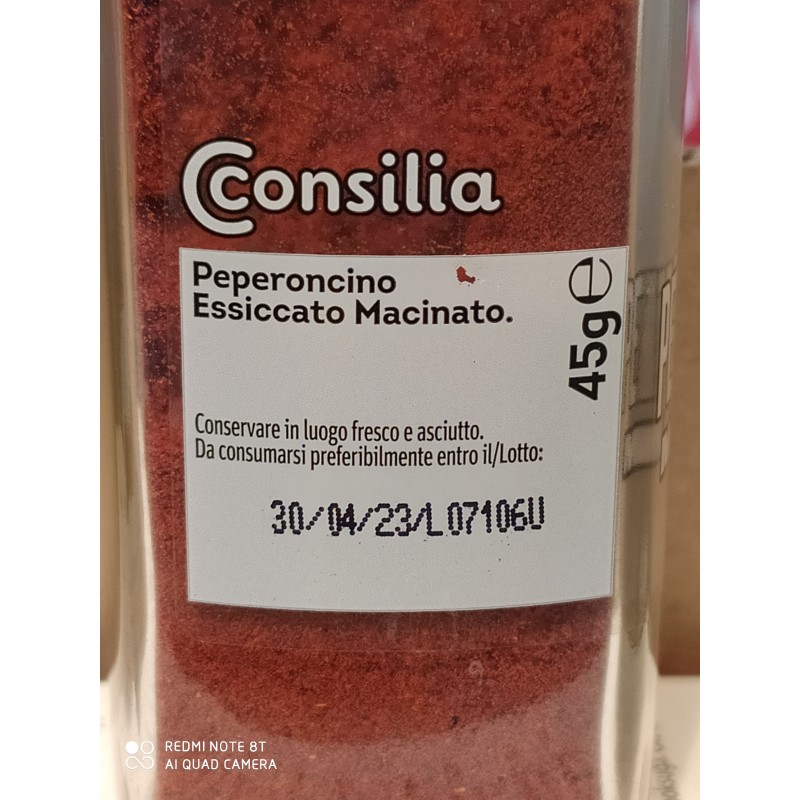 Consilia
Peperoncino
Essiccato Macinato.
45g e
Conservare in luogo fresco e asciutto.
Da consumarsi preferibilmente entro il/Lotto:
30/04/23/L07106U
REDMI NOTE 8T
AI QUAD CAMERA